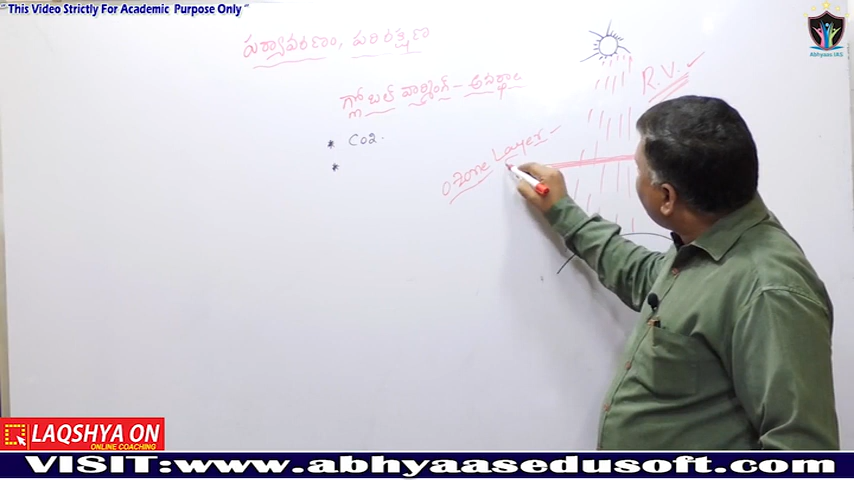 " This Video Strictly For Academic Purpose Only "
పర్యావరణం, పరిరక్షణ
గ్లోబల్ వార్మింగ్ - అవస్థాట
* Co2.
*
Ozone Layer -
R.V. ✓
Abhyaas IAS
LAQSHYA ON
ONLINE COACHING
VISIT:www.abhyaasedusoft.com